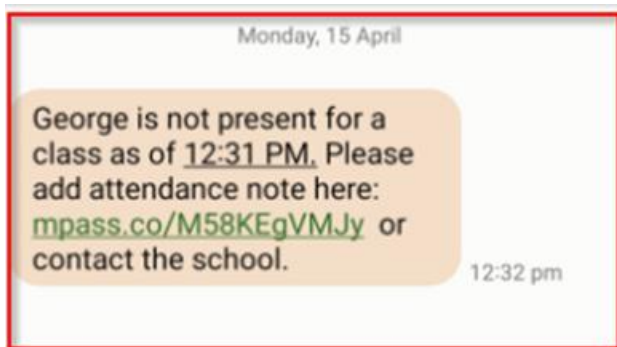 Monday, 15 April
George is not present for a
class as of 12:31 PM. Please
add attendance note here:
mpass.co/M58KEgVMJy or
contact the school.
12:32 pm